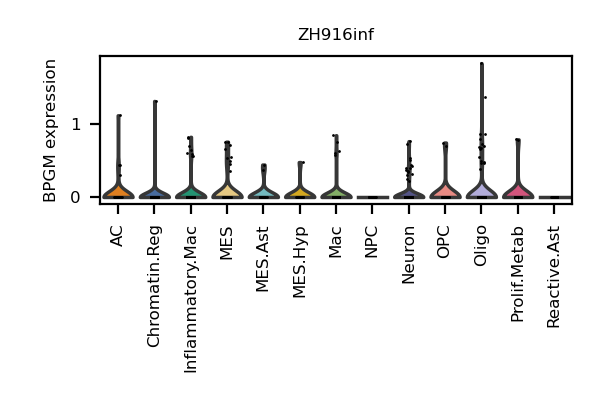 ZH916inf
BPGM expression
1
0
AC
Chromatin.Reg
Inflammatory.Mac
MES
MES.Ast
MES.Hyp
Mac
NPC
Neuron
OPC
Oligo
Prolif.Metab
Reactive.Ast